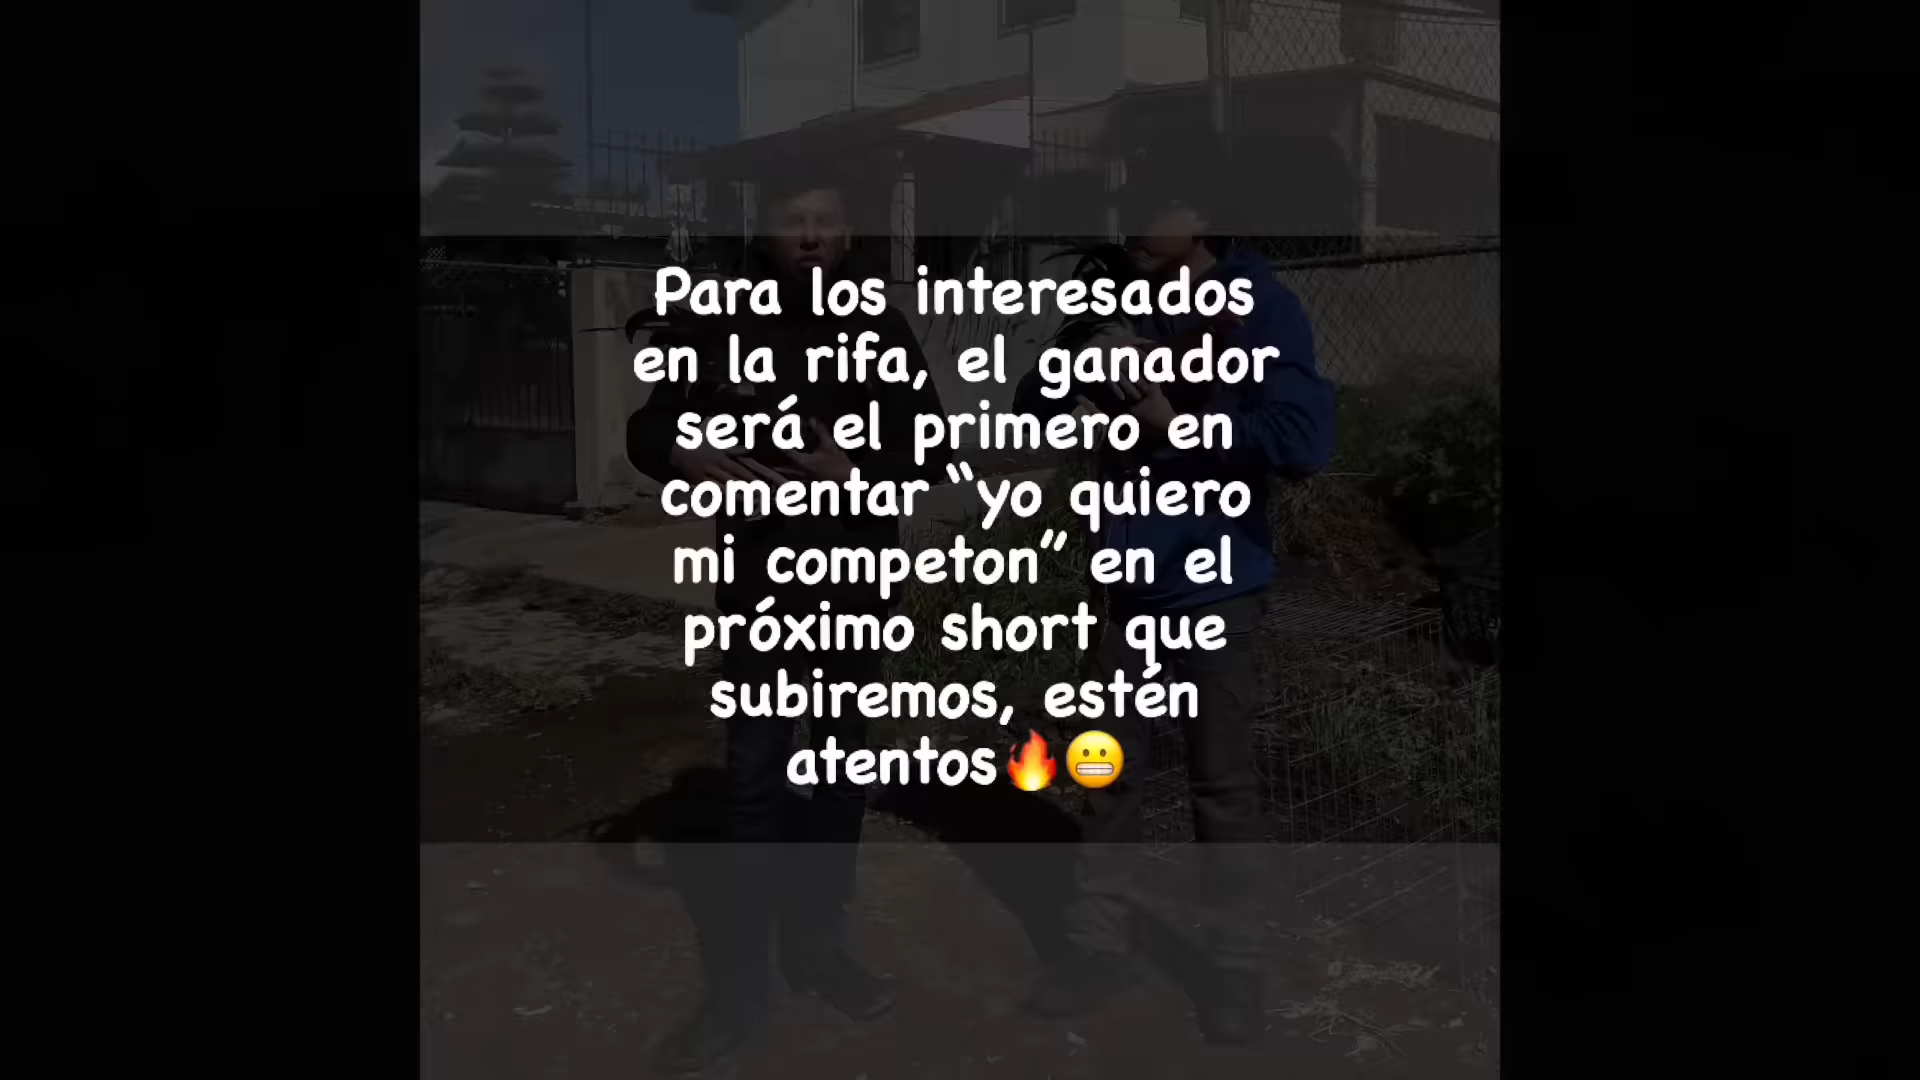 Para los interesados
en la rifa, el ganador
será el primero en
comentar “yo quiero
mi competon” en el
próximo short que
subiremos, estén
atentos🔥😬